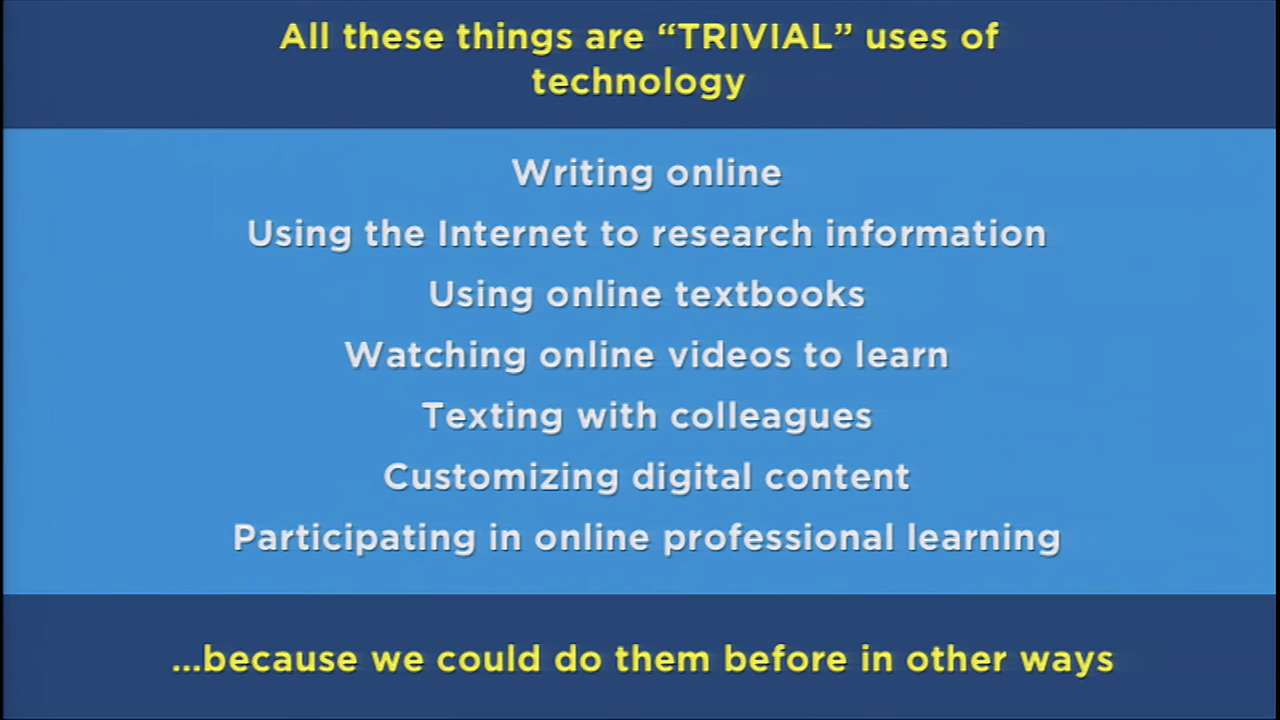 All these things are “TRIVIAL” uses of
technology
Writing online
Using the Internet to research information
Using online textbooks
Watching online videos to learn
Texting with colleagues
Customizing digital content
Participating in online professional learning
...because we could do them before in other ways